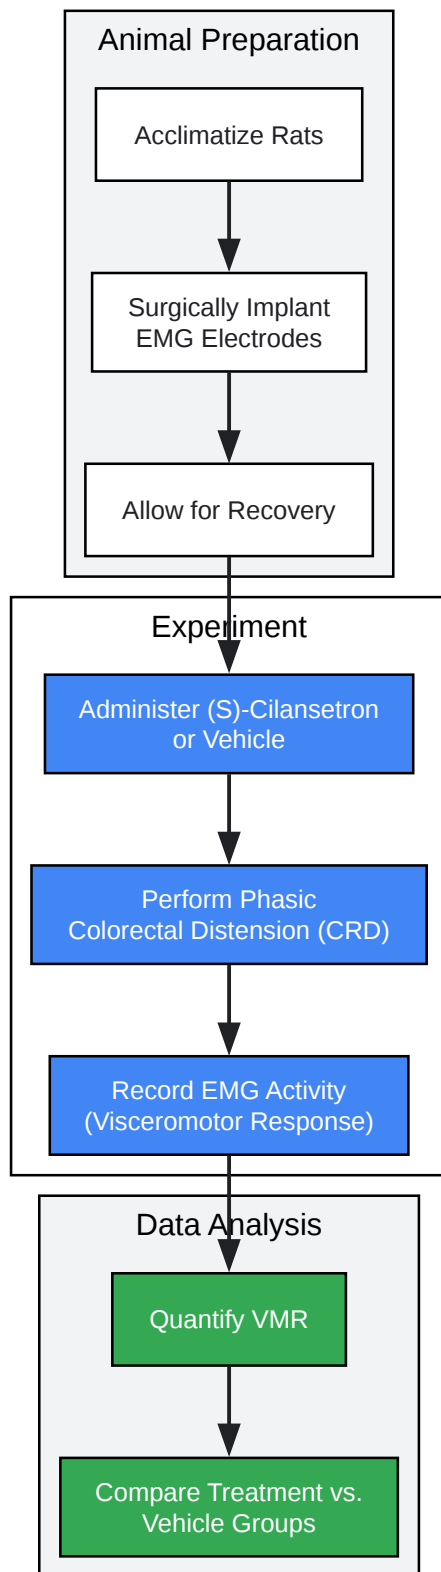 Animal Preparation
Acclimatize Rats
Surgically Implant
EMG Electrodes
Allow for Recovery
Experiment
Administer (S)-Cilansetron
or Vehicle
Perform Phasic
Colorectal Distension (CRD)
Record EMG Activity
(Visceromotor Response)
Data Analysis
Quantify VMR
Compare Treatment vs.
Vehicle Groups